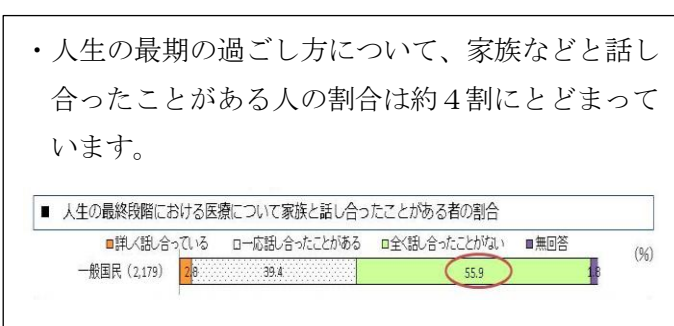 ・人生の最期の過ごし方について、家族などと話し
合ったことがある人の割合は約４割にとどまって
います。
■ 人生の最終段階における医療について家族と話し合ったことがある者の割合
■詳しく話し合っている □一応話し合ったことがある ■全く話し合ったことがない ■無回答
(%)
一般国民（2,179） 2.8 39.4 55.9 1.8